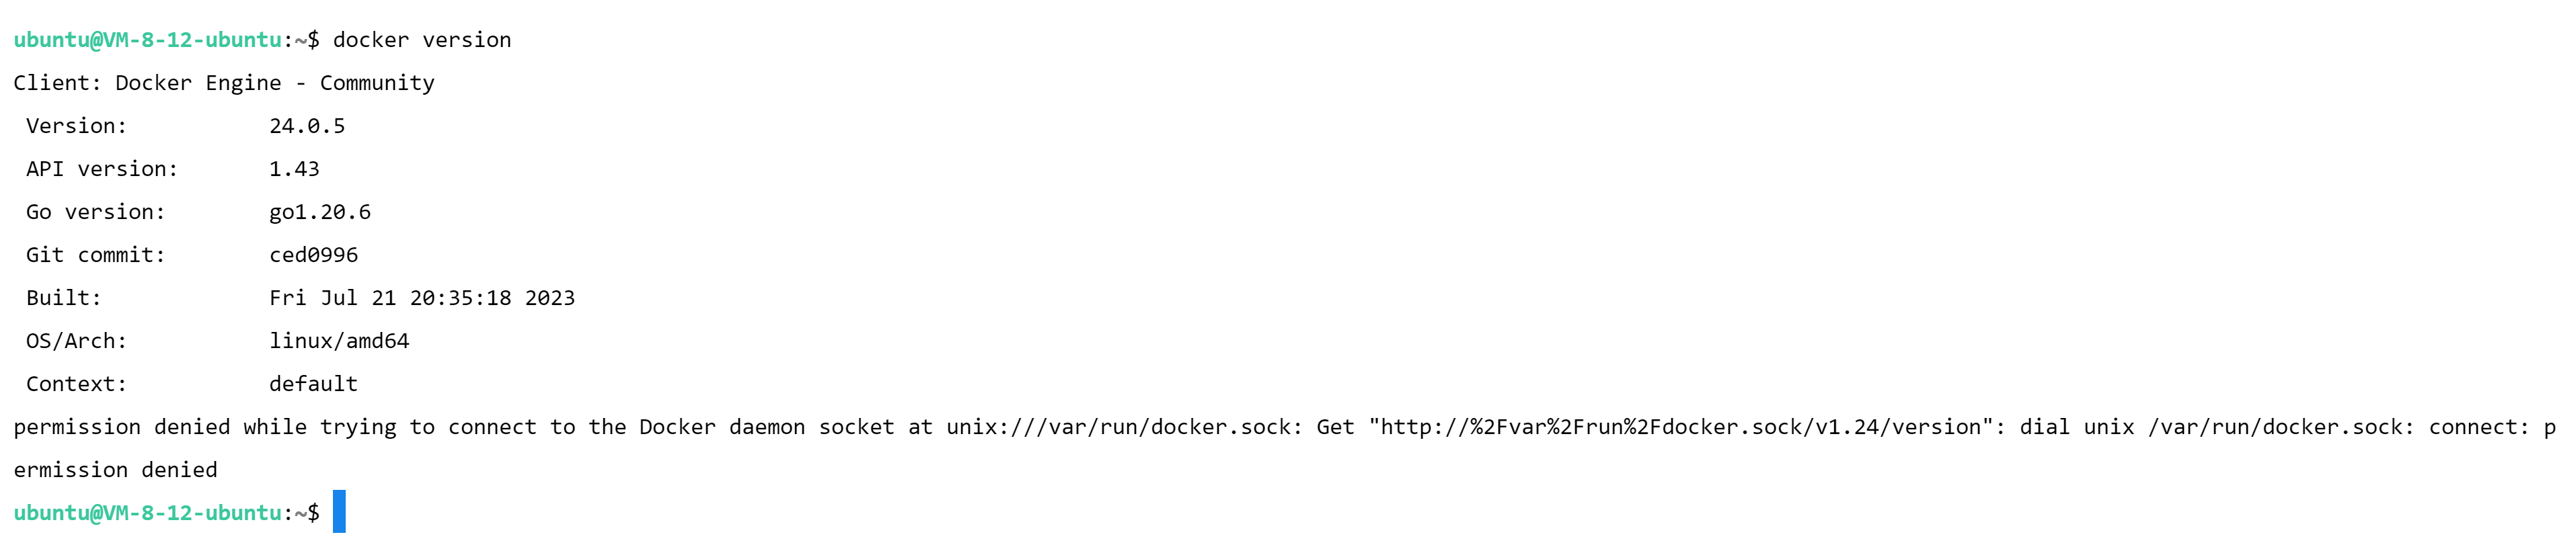 ubuntu@VM-8-12-ubuntu:~$ docker version
Client: Docker Engine - Community
 Version:           24.0.5
 API version:       1.43
 Go version:        go1.20.6
 Git commit:        ced0996
 Built:             Fri Jul 21 20:35:18 2023
 OS/Arch:           linux/amd64
 Context:           default
permission denied while trying to connect to the Docker daemon socket at unix:///var/run/docker.sock: Get "http://%2Fvar%2Frun%2Fdocker.sock/v1.24/version": dial unix /var/run/docker.sock: connect: p
ermission denied
ubuntu@VM-8-12-ubuntu:~$